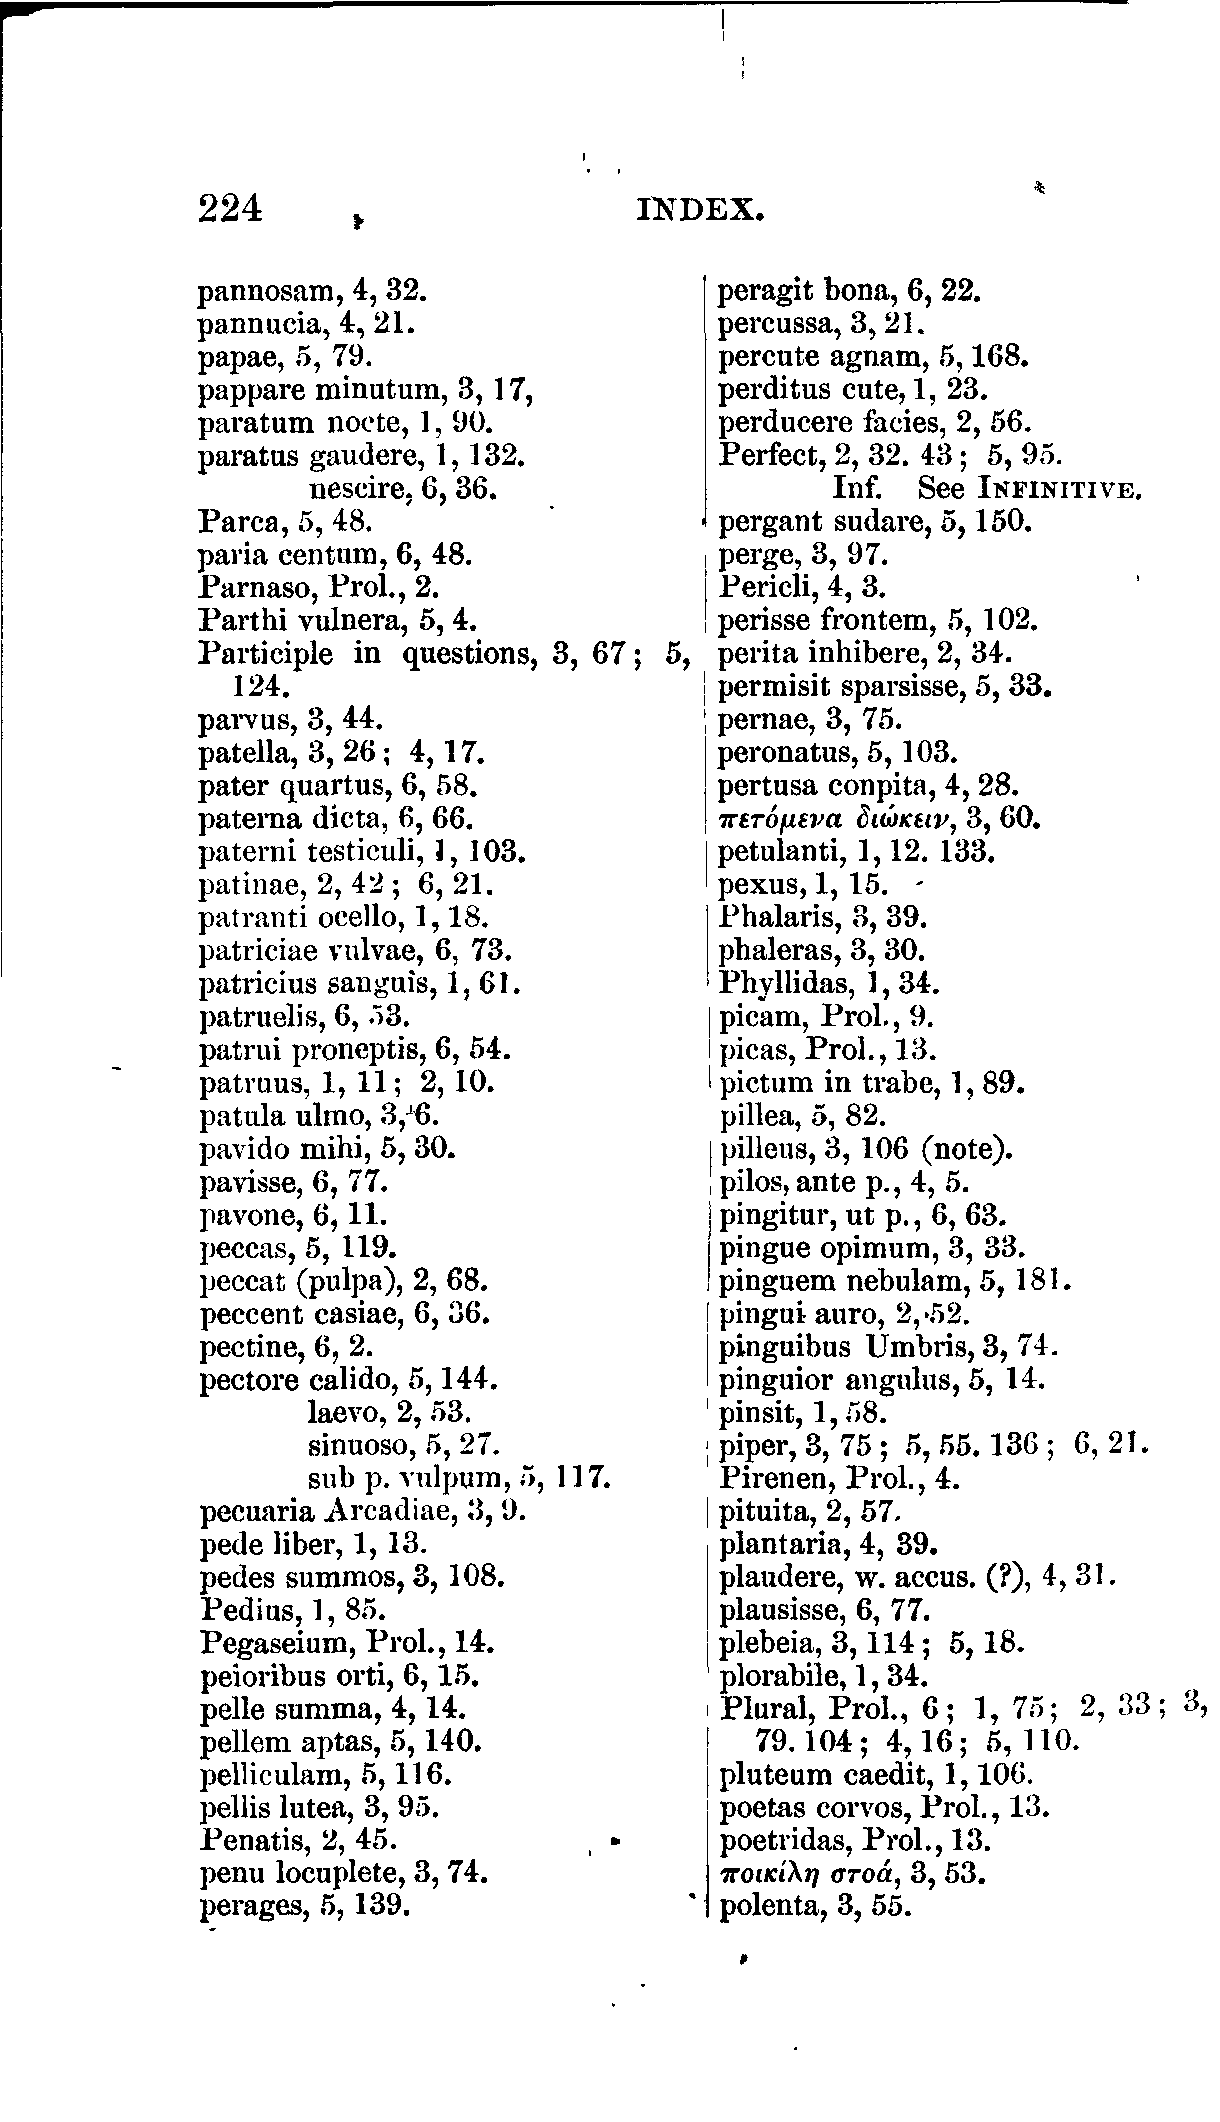 224
INDEX.
pannosam, 4, 32.
pannucia, 4, 21.
papae, 5, 79.
pappare minutum, 3, 17,
paratum nocte, 1, 90.
paratus gaudere, 1, 132.
nescire, 6, 36.
Parca, 5, 48.
paria centum, 6, 48.
Parnaso, Prol., 2.
Parthi vulnera, 5, 4.
Participle in questions, 3, 67; 5,
124.
parvus, 3, 44.
patella, 3, 26; 4, 17.
pater quartus, 6, 58.
paterna dicta, 6, 66.
paterni testiculi, 1, 103.
patinae, 2, 42; 6, 21.
patranti ocello, 1, 18.
patriciae vulvae, 6, 73.
patricius sanguis, 1, 61.
patruelis, 6, 53.
patrui proneptis, 6, 54.
patruus, 1, 11; 2, 10.
patula ulmo, 3, 6.
pavido mihi, 5, 30.
pavisse, 6, 77.
pavone, 6, 11.
peccas, 5, 119.
peccat (pulpa), 2, 68.
peccent casiae, 6, 36.
pectine, 6, 2.
pectore calido, 5, 144.
laevo, 2, 53.
sinuoso, 5, 27.
sub p. vulpum, 5, 117.
pecuaria Arcadiae, 3, 9.
pede liber, 1, 13.
pedes summos, 3, 108.
Pedius, 1, 85.
Pegaseium, Prol., 14.
peioribus orti, 6, 15.
pelle summa, 4, 14.
pellem aptas, 5, 140.
pelliculam, 5, 116.
pellis lutea, 3, 95.
Penatis, 2, 45.
penu locuplete, 3, 74.
perages, 5, 139.
peragit bona, 6, 22.
percussa, 3, 21.
percute agnam, 5, 168.
perditus cute, 1, 23.
perducere facies, 2, 56.
Perfect, 2, 32. 43; 5, 95.
Inf. See INFINITIVE.
pergant sudare, 5, 150.
perge, 3, 97.
Pericli, 4, 3.
perisse frontem, 5, 102.
perita inhibere, 2, 34.
permisit sparsisse, 5, 33.
pernae, 3, 75.
peronatus, 5, 103.
pertusa conpita, 4, 28.
πετόμενα διώκειν, 3, 60.
petulanti, 1, 12. 133.
pexus, 1, 15.
Phalaris, 3, 39.
phaleras, 3, 30.
Phyllidas, 1, 34.
picam, Prol., 9.
picas, Prol., 13.
pictum in trabe, 1, 89.
pillea, 5, 82.
pilleus, 3, 106 (note).
pilos, ante p., 4, 5.
pingitur, ut p., 6, 63.
pingue opimum, 3, 33.
pinguem nebulam, 5, 181.
pingui auro, 2, 52.
pinguibus Umbris, 3, 74.
pinguior angulus, 5, 14.
pinsit, 1, 58.
piper, 3, 75; 5, 55. 136; 6, 21.
Pirenen, Prol., 4.
pituita, 2, 57.
plantaria, 4, 39.
plaudere, w. accus. (?), 4, 31.
plausisse, 6, 77.
plebeia, 3, 114; 5, 18.
plorabile, 1, 34.
Plural, Prol., 6; 1, 75; 2, 33; 3,
79. 104; 4, 16; 5, 110.
pluteum caedit, 1, 106.
poetas corvos, Prol., 13.
poetridas, Prol., 13.
ποικίλη στοά, 3, 53.
polenta, 3, 55.